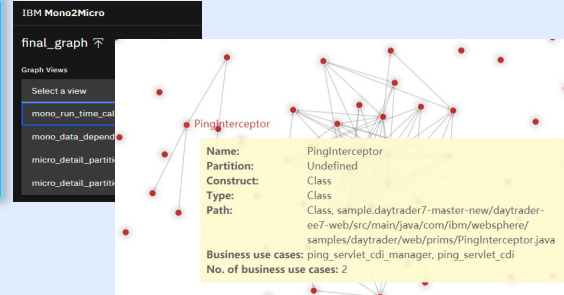 IBM Mono2Micro
final_graph
Graph Views
Select a view
mono_run_time_cal
mono_data_depend
micro_detail_partiti
micro_detail_partiti
PingInterceptor
Name: PingInterceptor
Partition: Undefined
Construct: Class
Type: Class
Path: Class, sample.daytrader7-master-new/daytrader-
ee7-web/src/main/java/com/ibm/websphere/
samples/daytrader/web/prims/PingInterceptor.java
Business use cases: ping_servlet_cdi_manager, ping_servlet_cdi
No. of business use cases: 2